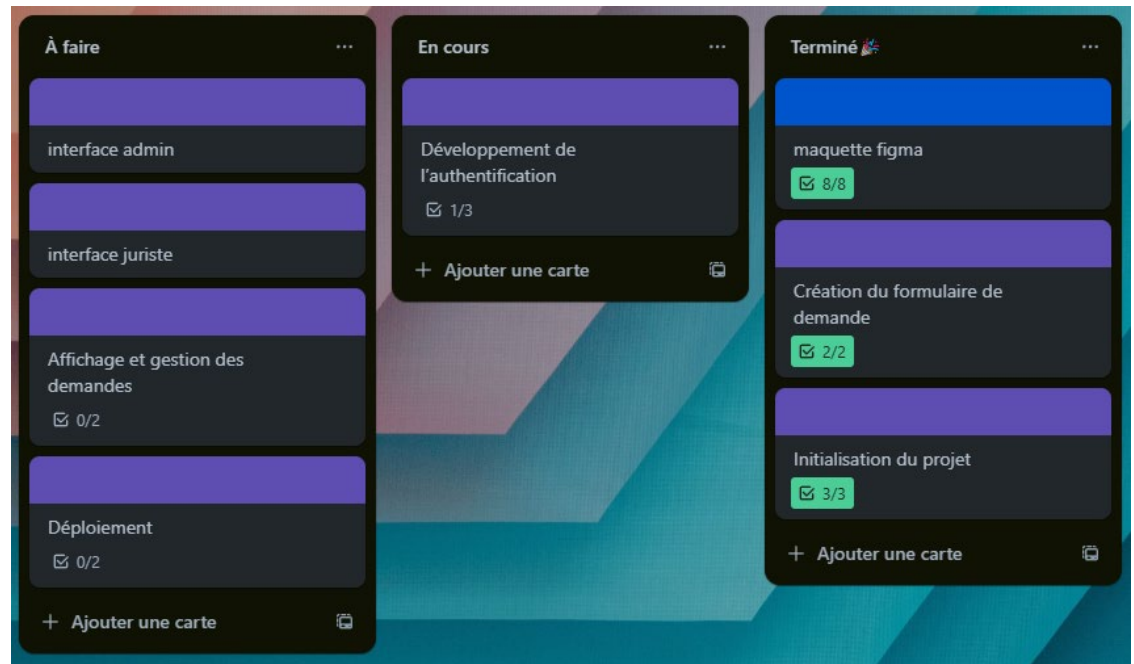 À faire
interface admin
interface juriste
Affichage et gestion des
demandes
0/2
Déploiement
0/2
+ Ajouter une carte
En cours
Développement de
l'authentification
1/3
+ Ajouter une carte
Terminé🎉
maquette figma
8/8
Création du formulaire de
demande
2/2
Initialisation du projet
3/3
+ Ajouter une carte